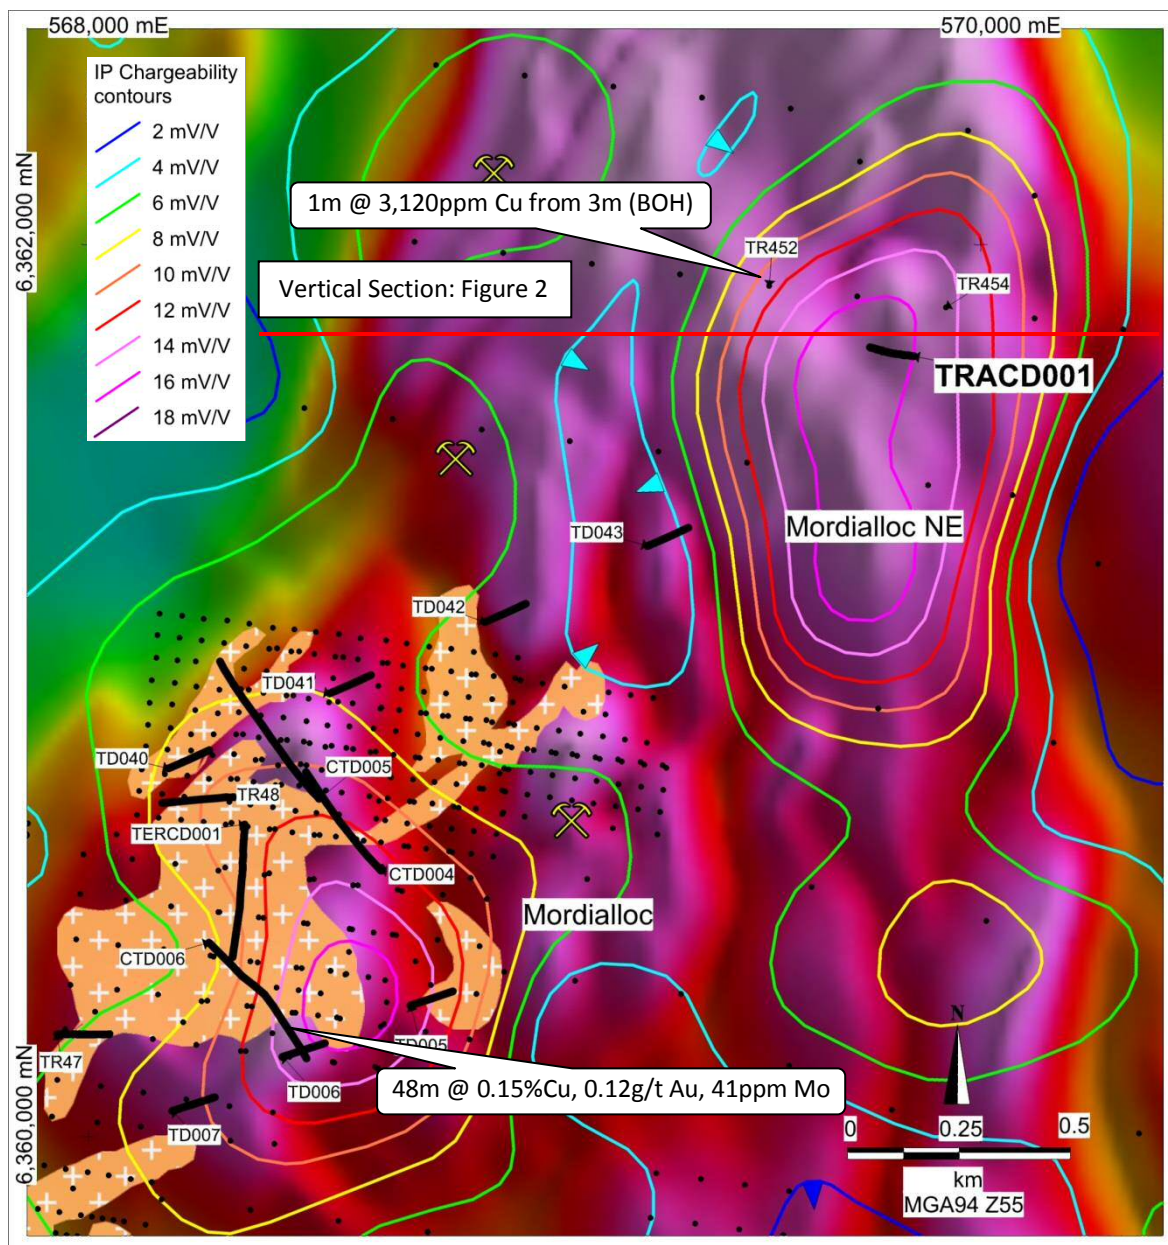 568,000 mE
570,000 mE
IP Chargeability
contours
2 mV/V
4 mV/V
6 mV/V
8 mV/V
10 mV/V
12 mV/V
14 mV/V
16 mV/V
18 mV/V
6,362,000 mN
1m @ 3,120ppm Cu from 3m (BOH)
TR452
Vertical Section: Figure 2
TR454
TRACD001
Mordialloc NE
TD043
TD042
TD041
TD040
CTD005
TR48
TERCD001
CTD004
Mordialloc
CTD006
N
TR47
TD005
TD006
48m @ 0.15%Cu, 0.12g/t Au, 41ppm Mo
TD007
6,360,000 mN
0 0.25 0.5
km
MGA94 Z55